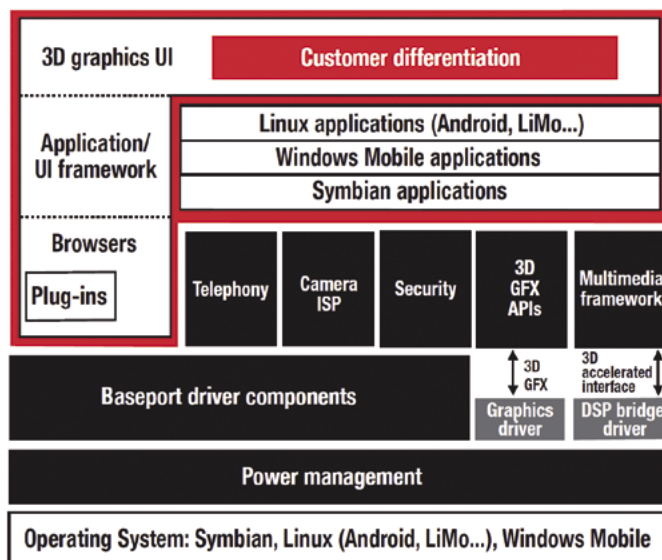 3D graphics UI
Customer differentiation
Application/
UI framework
Linux applications (Android, LiMo...)
Windows Mobile applications
Symbian applications
Browsers
Plug-ins
Telephony
Camera
ISP
Security
3D
GFX
APIs
Multimedia
framework
3D
GFX
3D
accelerated
interface
Baseport driver components
Graphics
driver
DSP bridge
driver
Power management
Operating System: Symbian, Linux (Android, LiMo...), Windows Mobile